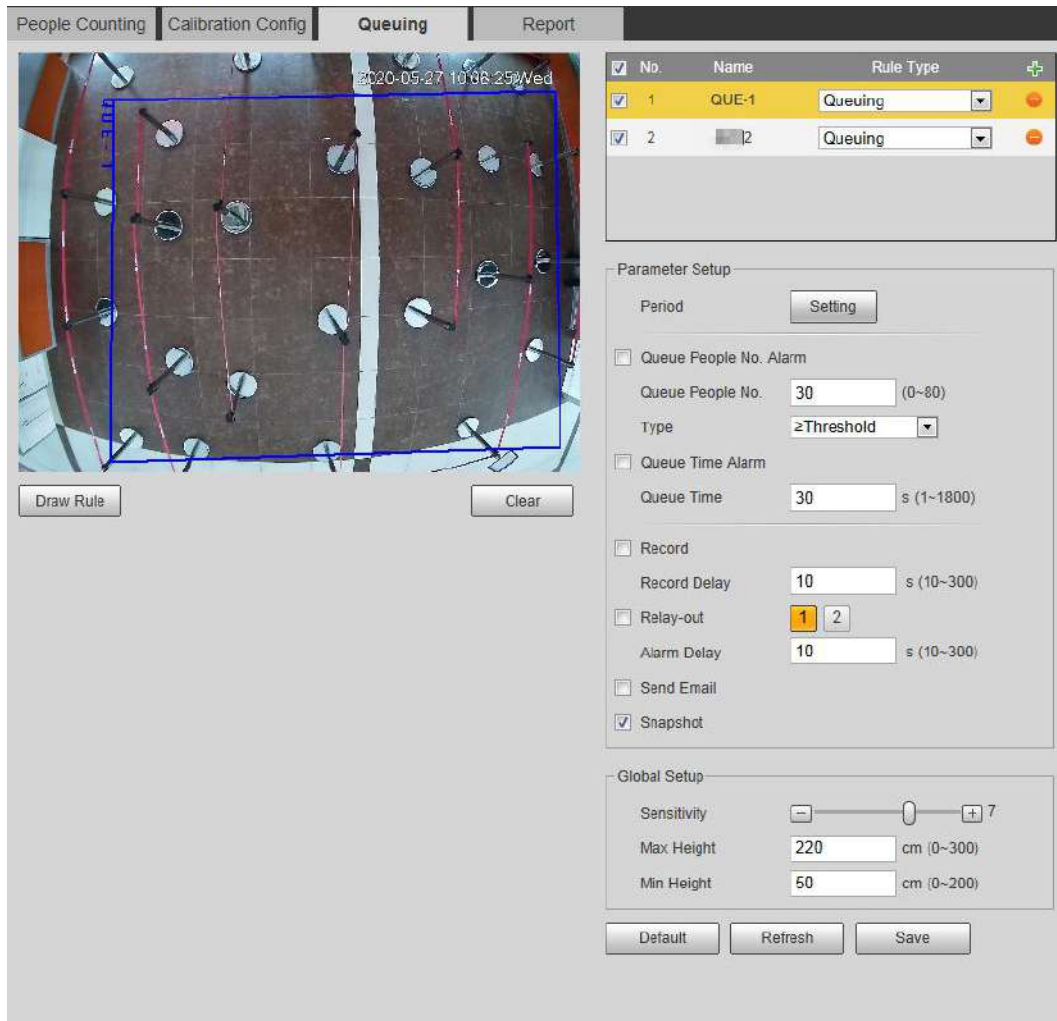 People Counting Calibration Config Queuing Report
2020-05-27 10:08:25 Wed
QUE-1
No. Name Rule Type
1 QUE-1 Queuing
2 2 Queuing
Draw Rule Clear
Parameter Setup
Period Setting
Queue People No. Alarm
Queue People No. 30 (0~80)
Type ≥Threshold
Queue Time Alarm
Queue Time 30 s (1~1800)
Record
Record Delay 10 s (10~300)
Relay-out 1 2
Alarm Delay 10 s (10~300)
Send Email
Snapshot
Global Setup
Sensitivity 7
Max Height 220 cm (0~300)
Min Height 50 cm (0~200)
Default Refresh Save